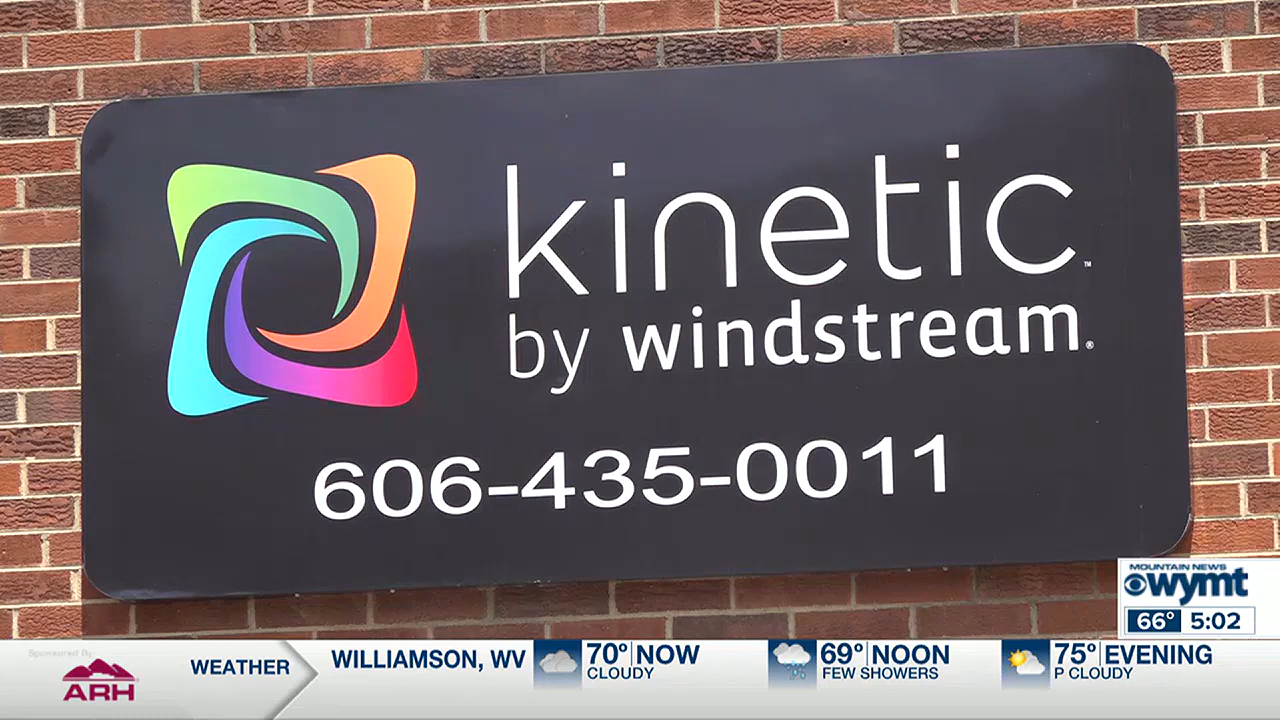 kinetic™
by windstream®
606-435-0011
MOUNTAIN NEWS
wymt
66° 5:02
Sponsored By
ARH
WEATHER
WILLIAMSON, WV
70° NOW
CLOUDY
69° NOON
FEW SHOWERS
75° EVENING
P CLOUDY